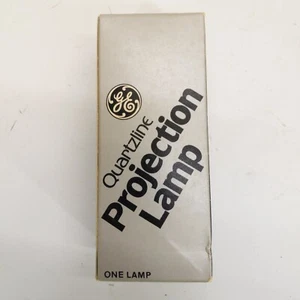 GE
Quartzline
Projection
Lamp
ONE LAMP